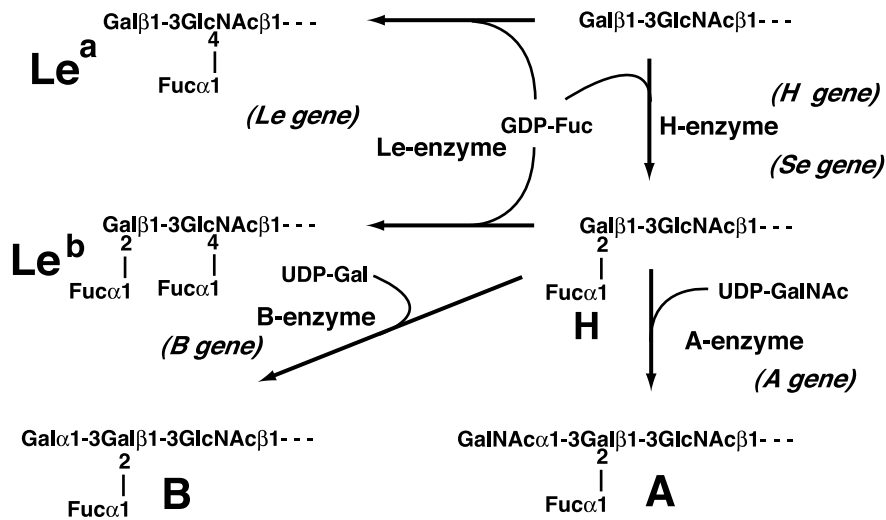 Galβ1-3GlcNAcβ1- - -
4
Fucα1
Le a
(Le gene)
Galβ1-3GlcNAcβ1- - -
GDP-Fuc
Le-enzyme
H-enzyme
(H gene)
(Se gene)
Galβ1-3GlcNAcβ1- - -
2 4
Fucα1 Fucα1
Le b
Galβ1-3GlcNAcβ1- - -
2
Fucα1
H
UDP-Gal
B-enzyme
(B gene)
UDP-GalNAc
A-enzyme
(A gene)
Galα1-3Galβ1-3GlcNAcβ1- - -
2
Fucα1
B
GalNAcα1-3Galβ1-3GlcNAcβ1- - -
2
Fucα1
A